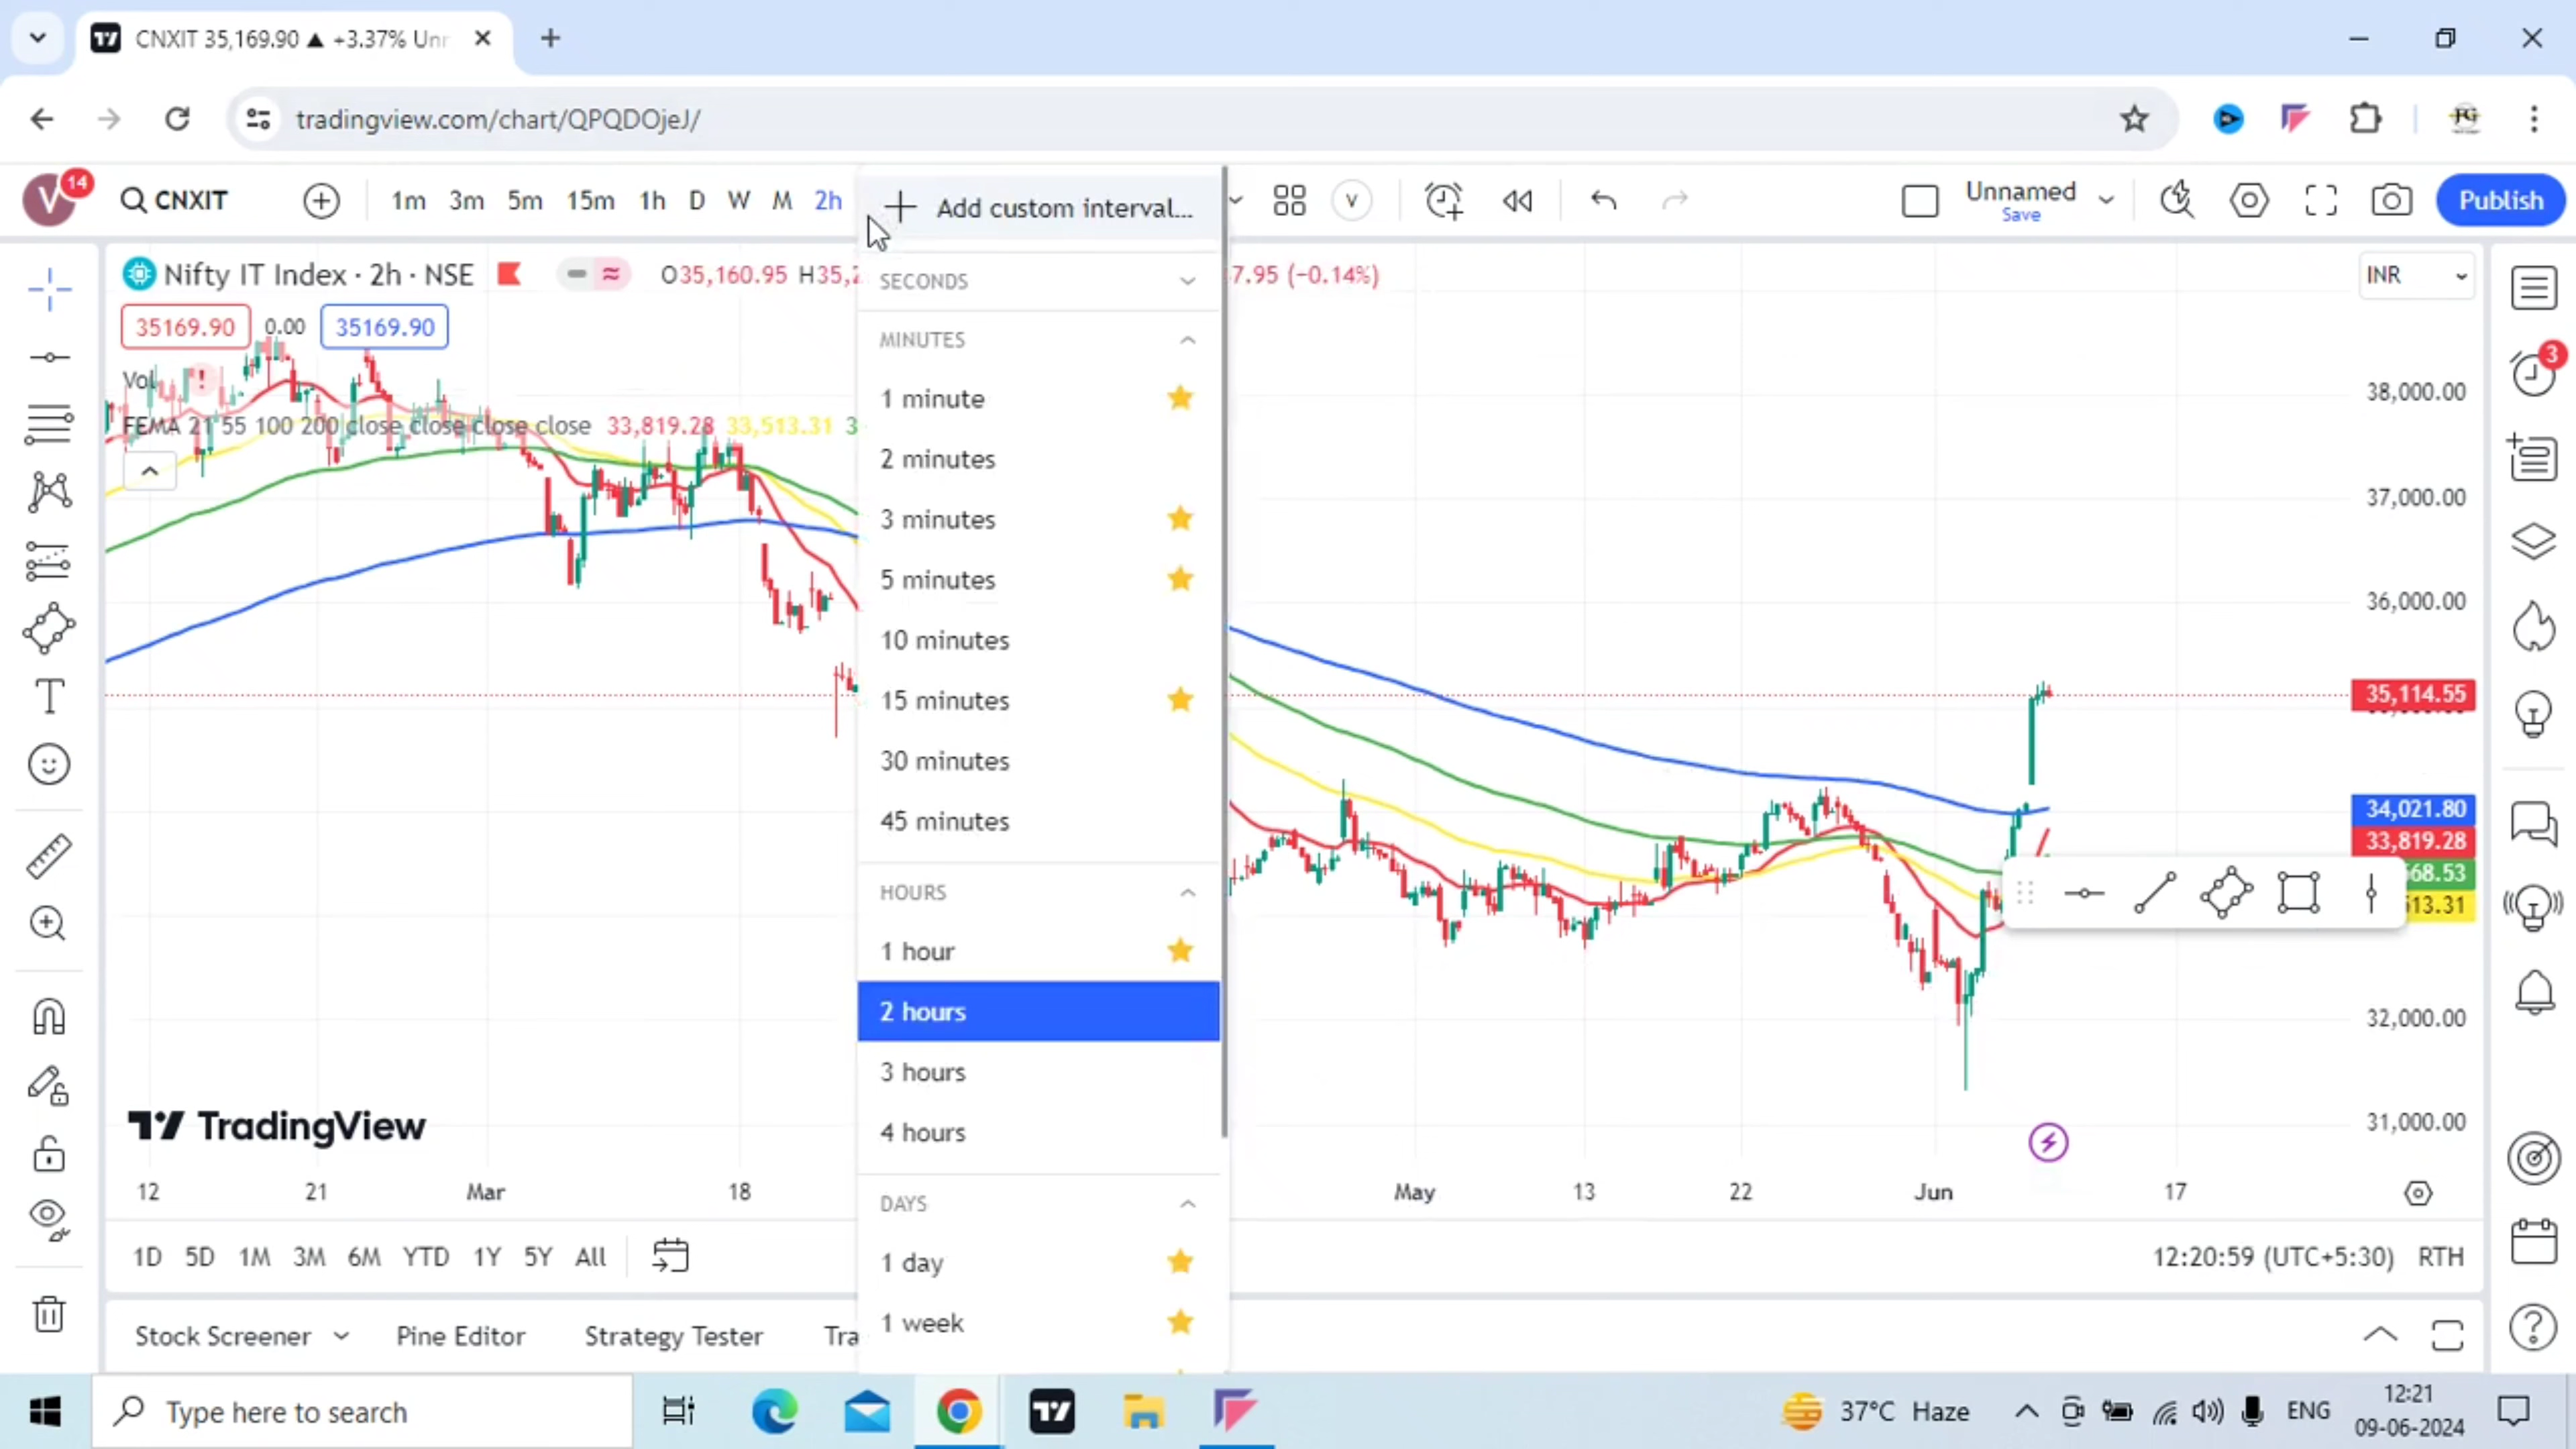 CNXIT 35,169.90 ▲ +3.37% Unn
tradingview.com/chart/QPQDOjeJ/
V 14 CNXIT 1m 3m 5m 15m 1h D W M 2h
Unnamed
Save
Publish
+ Add custom interval...
SECONDS
MINUTES
1 minute
2 minutes
3 minutes
5 minutes
10 minutes
15 minutes
30 minutes
45 minutes
HOURS
1 hour
2 hours
3 hours
4 hours
DAYS
1 day
1 week
Nifty IT Index · 2h · NSE O35,160.95 H35,2
7.95 (−0.14%)
INR
35169.90 0.00 35169.90
Vol
FEMA 21 55 100 200 close close close close 33,819.28 33,513.31 3
3
38,000.00
37,000.00
36,000.00
35,114.55
34,021.80
33,819.28
68.53
13.31
32,000.00
31,000.00
TradingView
12 21 Mar 18 May 13 22 Jun 17
1D 5D 1M 3M 6M YTD 1Y 5Y All
12:20:59 (UTC+5:30) RTH
Stock Screener Pine Editor Strategy Tester Tra
Type here to search
37°C Haze
ENG
12:21
09-06-2024